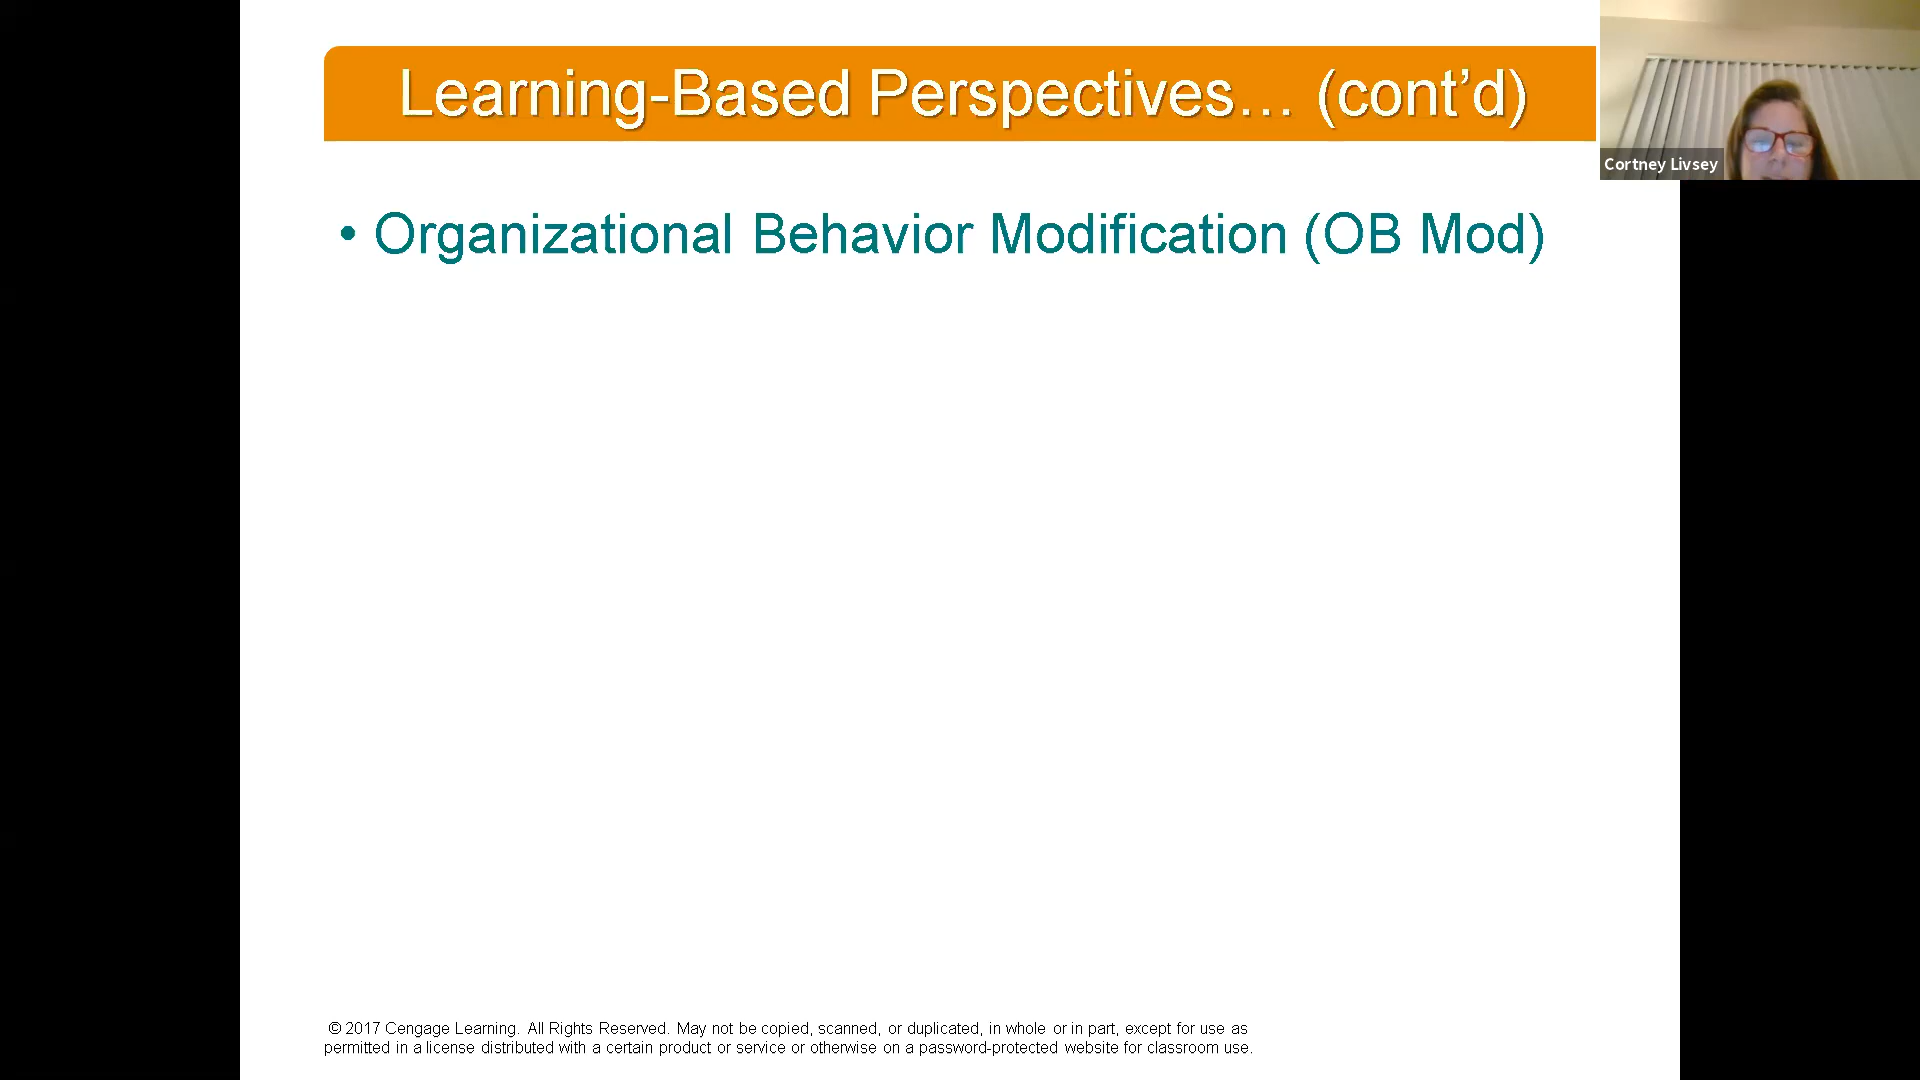 Learning-Based Perspectives… (cont’d)
Cortney Livsey
• Organizational Behavior Modification (OB Mod)
© 2017 Cengage Learning. All Rights Reserved. May not be copied, scanned, or duplicated, in whole or in part, except for use as
permitted in a license distributed with a certain product or service or otherwise on a password-protected website for classroom use.